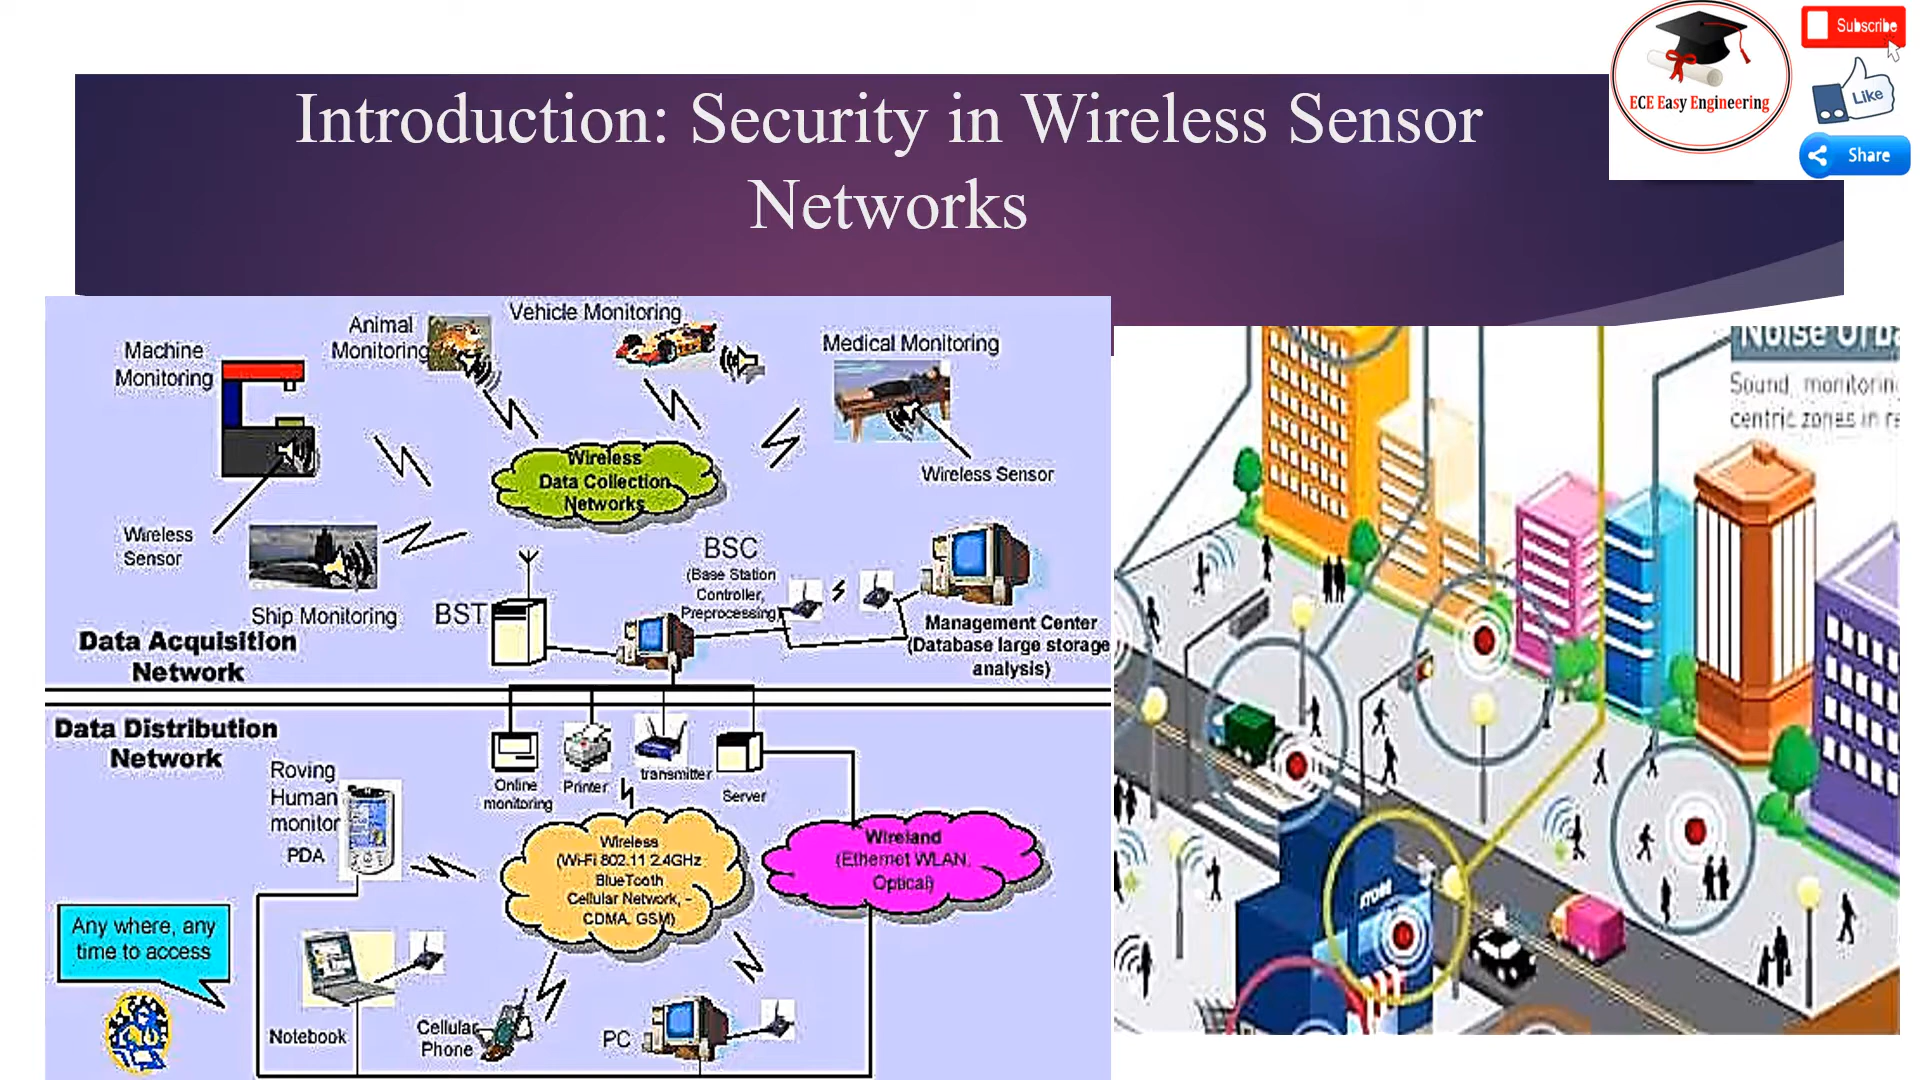 Introduction: Security in Wireless Sensor
Networks
ECE Easy Engineering
Subscribe
Like
Share
Animal
Monitoring
Vehicle Monitoring
Machine
Monitoring
Medical Monitoring
Wireless
Data Collection
Networks
Wireless Sensor
Wireless
Sensor
Ship Monitoring
BST
BSC
(Base Station
Controller,
Preprocessing)
Management Center
(Database large storage
analysis)
Data Acquisition
Network
Data Distribution
Network
Roving
Human
monitor
PDA
Online
monitoring
Printer
transmitter
Server
Wireless
(Wi-Fi 802.11 2.4GHz
BlueTooth
Cellular Network, -
CDMA, GSM)
Wireland
(Ethernet WLAN,
Optical)
Any where, any
time to access
Notebook
Cellular
Phone
PC
Noise
Sound monitorin
centric zones in re